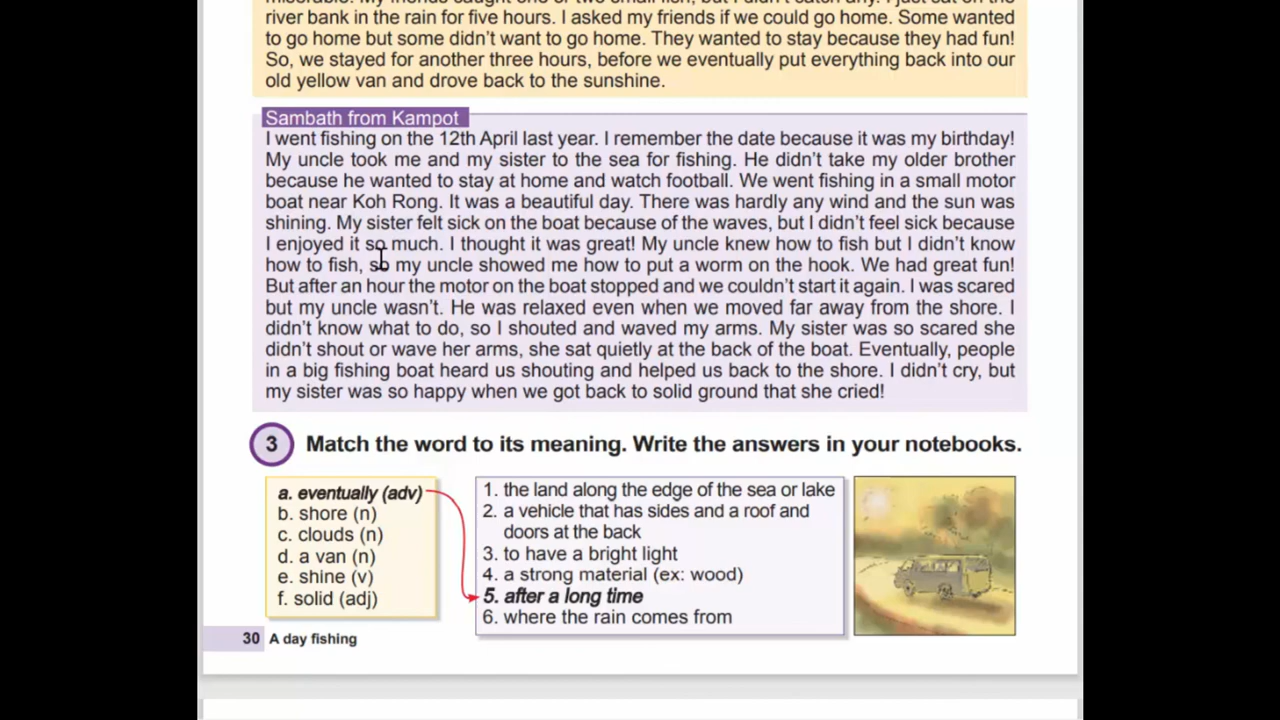 river bank in the rain for five hours. I asked my friends if we could go home. Some wanted
to go home but some didn't want to go home. They wanted to stay because they had fun!
So, we stayed for another three hours, before we eventually put everything back into our
old yellow van and drove back to the sunshine.
Sambath from Kampot
I went fishing on the 12th April last year. I remember the date because it was my birthday!
My uncle took me and my sister to the sea for fishing. He didn't take my older brother
because he wanted to stay at home and watch football. We went fishing in a small motor
boat near Koh Rong. It was a beautiful day. There was hardly any wind and the sun was
shining. My sister felt sick on the boat because of the waves, but I didn't feel sick because
I enjoyed it so much. I thought it was great! My uncle knew how to fish but I didn't know
how to fish, so my uncle showed me how to put a worm on the hook. We had great fun!
But after an hour the motor on the boat stopped and we couldn't start it again. I was scared
but my uncle wasn't. He was relaxed even when we moved far away from the shore. I
didn't know what to do, so I shouted and waved my arms. My sister was so scared she
didn't shout or wave her arms, she sat quietly at the back of the boat. Eventually, people
in a big fishing boat heard us shouting and helped us back to the shore. I didn't cry, but
my sister was so happy when we got back to solid ground that she cried!
3 Match the word to its meaning. Write the answers in your notebooks.
a. eventually (adv)
b. shore (n)
c. clouds (n)
d. a van (n)
e. shine (v)
f. solid (adj)
1. the land along the edge of the sea or lake
2. a vehicle that has sides and a roof and
doors at the back
3. to have a bright light
4. a strong material (ex: wood)
5. after a long time
6. where the rain comes from
30 A day fishing